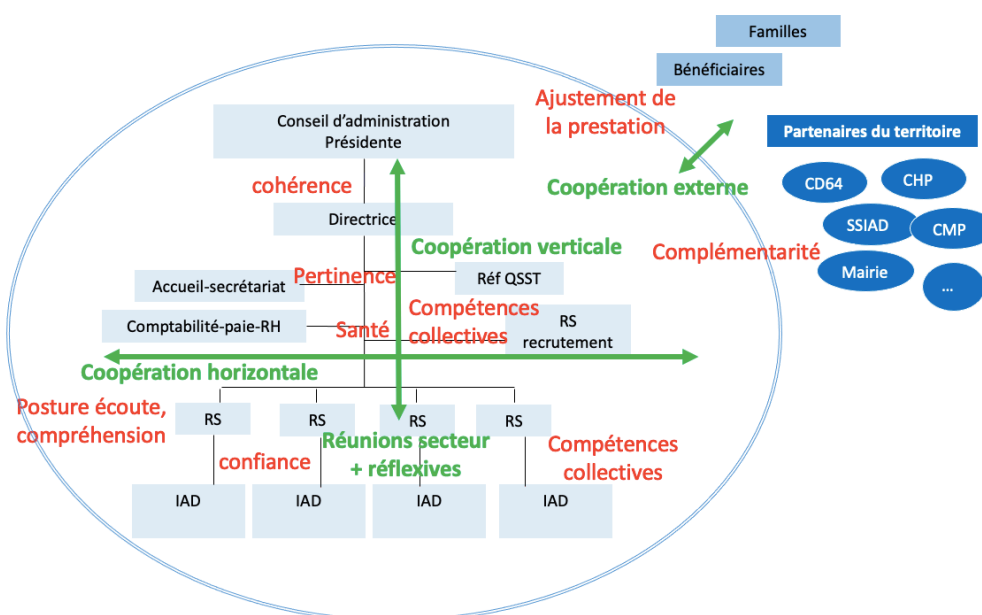 Familles
Bénéficiaires
Ajustement de
la prestation
Conseil d'administration
Présidente
Partenaires du territoire
cohérence
Coopération externe
CD64
CHP
Directrice
SSIAD
CMP
Coopération verticale
Complémentarité
Pertinence
Réf QSST
Mairie
Accueil-secrétariat
...
Compétences
collectives
Comptabilité-paie-RH
Santé
RS
recrutement
Coopération horizontale
Posture écoute,
compréhension
RS
RS
RS
RS
Réunions secteur
+ réflexives
confiance
Compétences
collectives
IAD
IAD
IAD
IAD